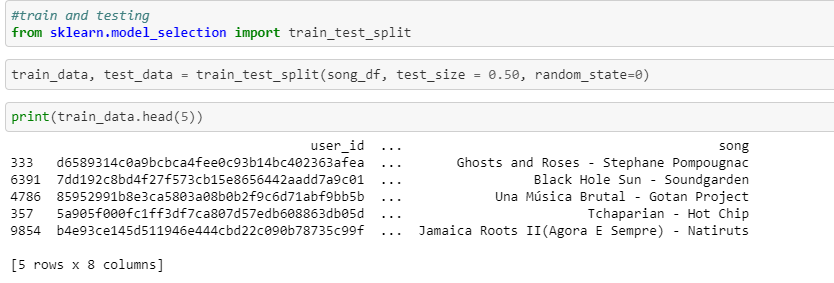 #train and testing
from sklearn.model_selection import train_test_split
train_data, test_data = train_test_split(song_df, test_size = 0.50, random_state=0)
print(train_data.head(5))
user_id ... song
333 d6589314c0a9bcbca4fee0c93b14bc402363afea ... Ghosts and Roses - Stephane Pompougnac
6391 7dd192c8bd4f27f573cb15e8656442aadd7a9c01 ... Black Hole Sun - Soundgarden
4786 85952991b8e3ca5803a08b0b2f9c6d71abf9bb5b ... Una Música Brutal - Gotan Project
357 5a905f000fc1ff3df7ca807d57edb608863db05d ... Tchaparian - Hot Chip
9854 b4e93ce145d511946e444cbd22c090b78735c99f ... Jamaica Roots II(Agora E Sempre) - Natiruts
[5 rows x 8 columns]